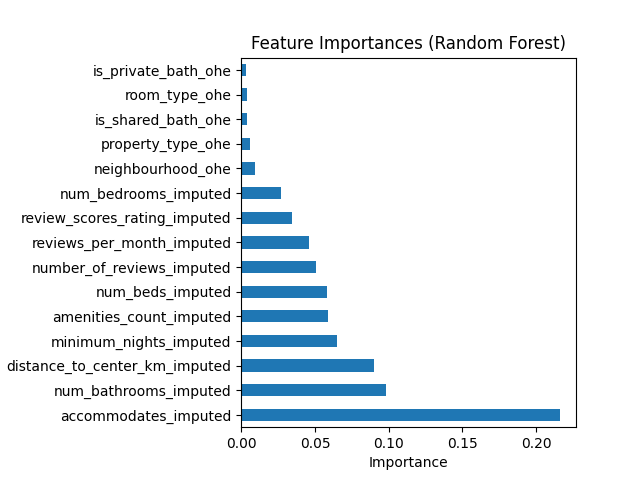 Feature Importances (Random Forest)
is_private_bath_ohe
room_type_ohe
is_shared_bath_ohe
property_type_ohe
neighbourhood_ohe
num_bedrooms_imputed
review_scores_rating_imputed
reviews_per_month_imputed
number_of_reviews_imputed
num_beds_imputed
amenities_count_imputed
minimum_nights_imputed
distance_to_center_km_imputed
num_bathrooms_imputed
accommodates_imputed
0.00 0.05 0.10 0.15 0.20
Importance